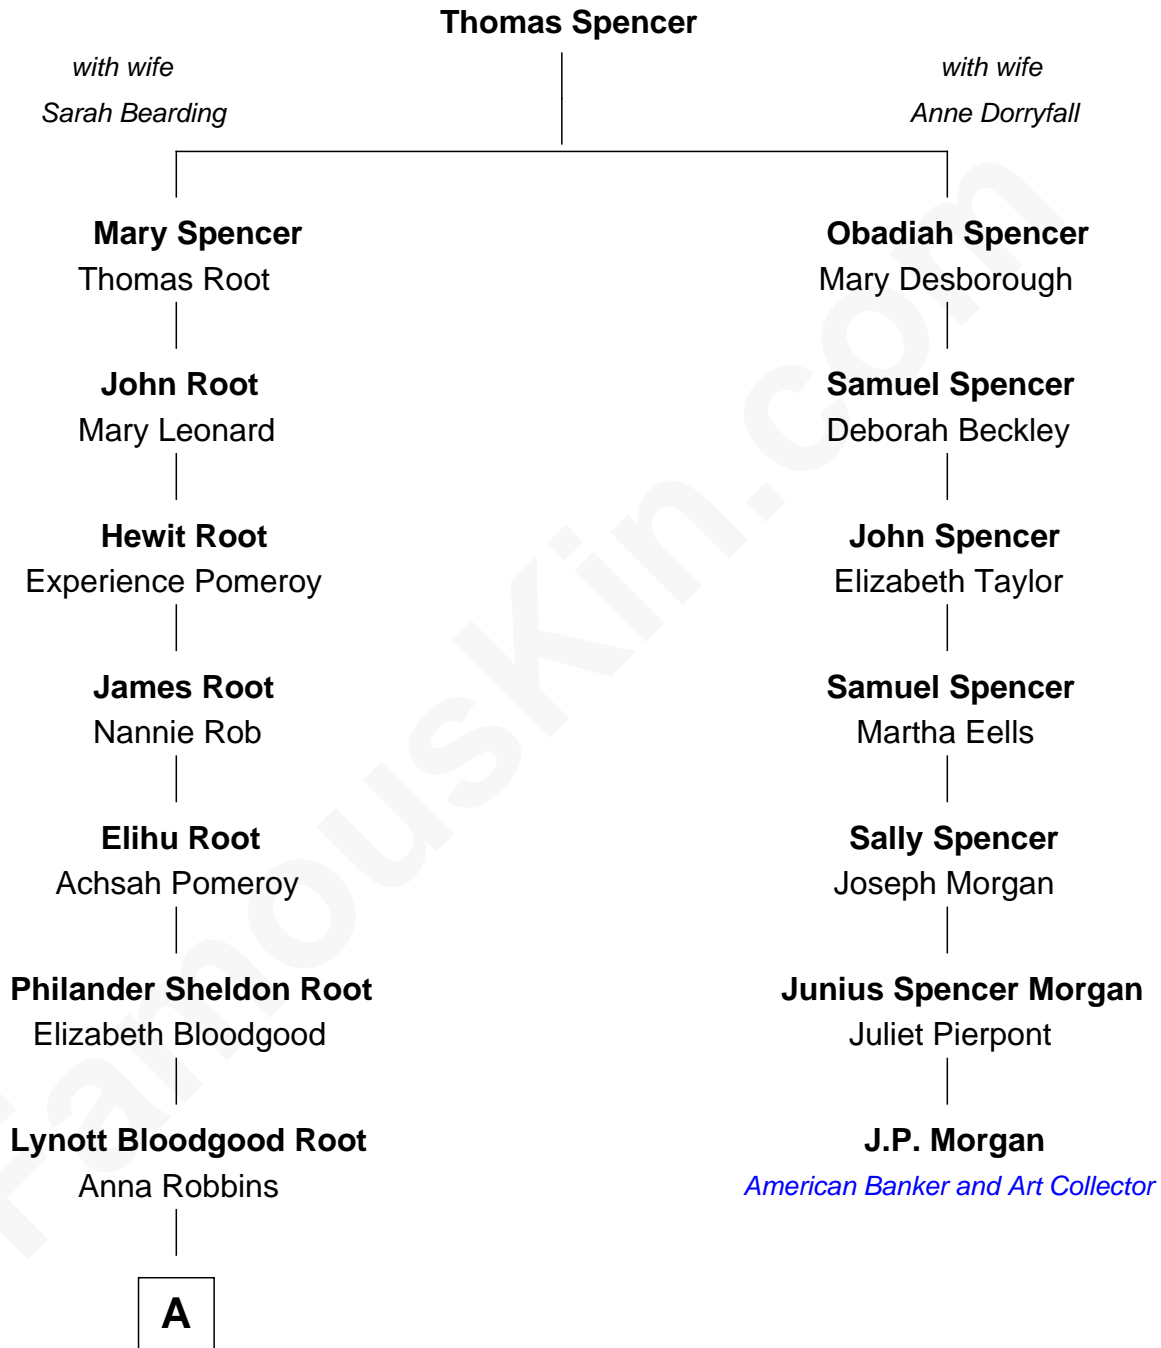 Thomas Spencer
with wife
Sarah Bearding
with wife
Anne Dorryfall
Mary Spencer
Thomas Root
Obadiah Spencer
Mary Desborough
John Root
Mary Leonard
Samuel Spencer
Deborah Beckley
Hewit Root
Experience Pomeroy
John Spencer
Elizabeth Taylor
James Root
Nannie Rob
Samuel Spencer
Martha Eells
Elihu Root
Achsah Pomeroy
Sally Spencer
Joseph Morgan
Philander Sheldon Root
Elizabeth Bloodgood
Junius Spencer Morgan
Juliet Pierpont
Lynott Bloodgood Root
Anna Robbins
J.P. Morgan
American Banker and Art Collector
A
FamousKin.com